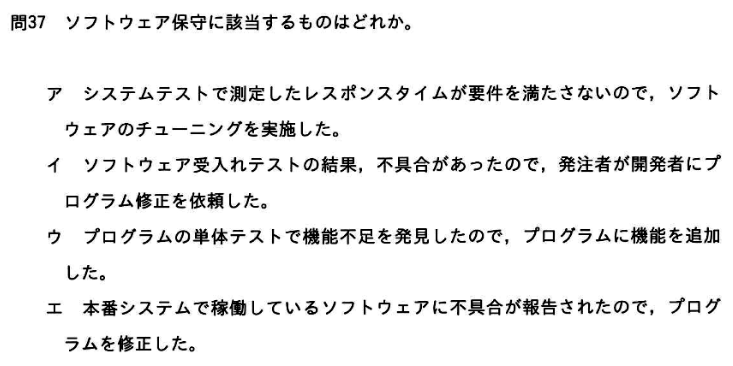 問37 ソフトウェア保守に該当するものはどれか。
ア システムテストで測定したレスポンスタイムが要件を満たさないので，ソフト
ウェアのチューニングを実施した。
イ ソフトウェア受入れテストの結果，不具合があったので，発注者が開発者にプ
ログラム修正を依頼した。
ウ プログラムの単体テストで機能不足を発見したので，プログラムに機能を追加
した。
エ 本番システムで稼働しているソフトウェアに不具合が報告されたので，プログ
ラムを修正した。